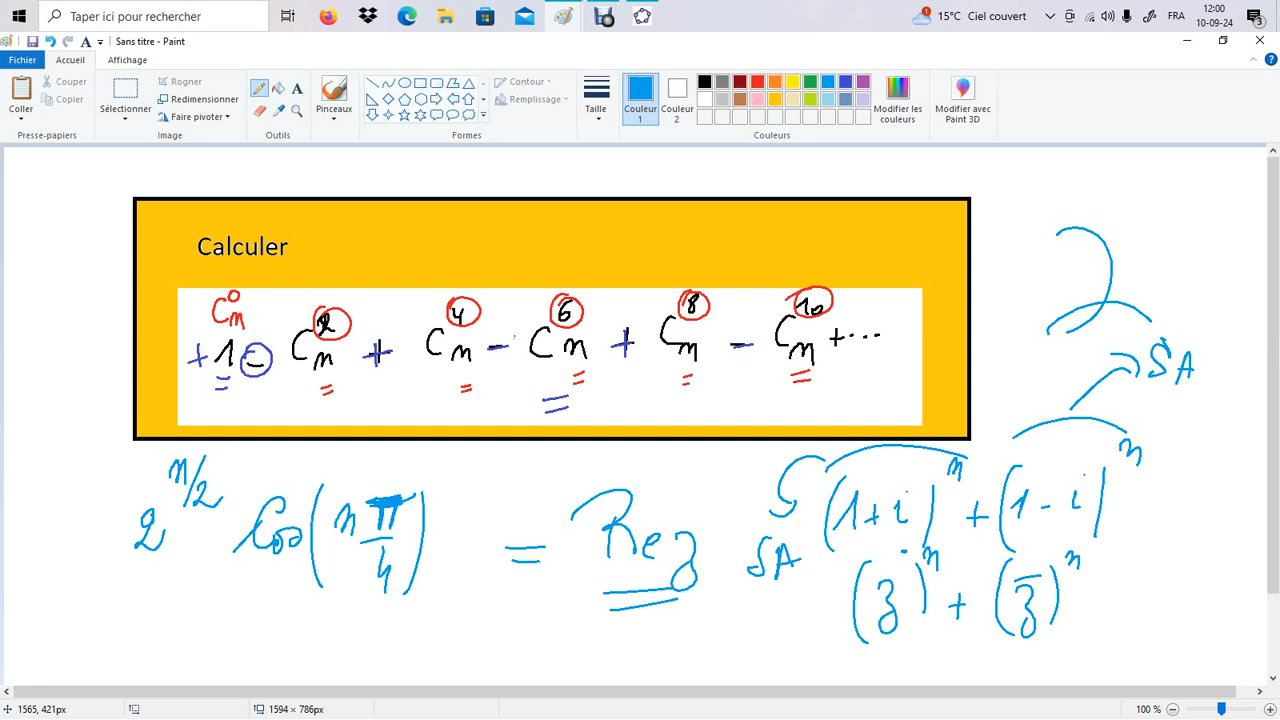 Taper ici pour rechercher
15°C Ciel couvert
FRA
12:00
10-09-24
3
Sans titre - Paint
Fichier Accueil Affichage
Coller
Couper
Copier
Presse-papiers
Sélectionner
Rogner
Redimensionner
Faire pivoter
Image
A
Outils
Pinceaux
Contour
Remplissage
Formes
Taille
Couleur 1
Couleur 2
Modifier les couleurs
Modifier avec Paint 3D
Couleurs
Calculer
C⁰ₙ
+ 1 - C²ₙ + C⁴ₙ - C⁶ₙ + C⁸ₙ - C¹⁰ₙ + ...
SA
2^(n/2) Cos(n π/4) = Re z
SA
(1+i)ⁿ + (1-i)ⁿ
(z)ⁿ + (z̄)ⁿ
1565, 421px
1594 × 786px
100 %